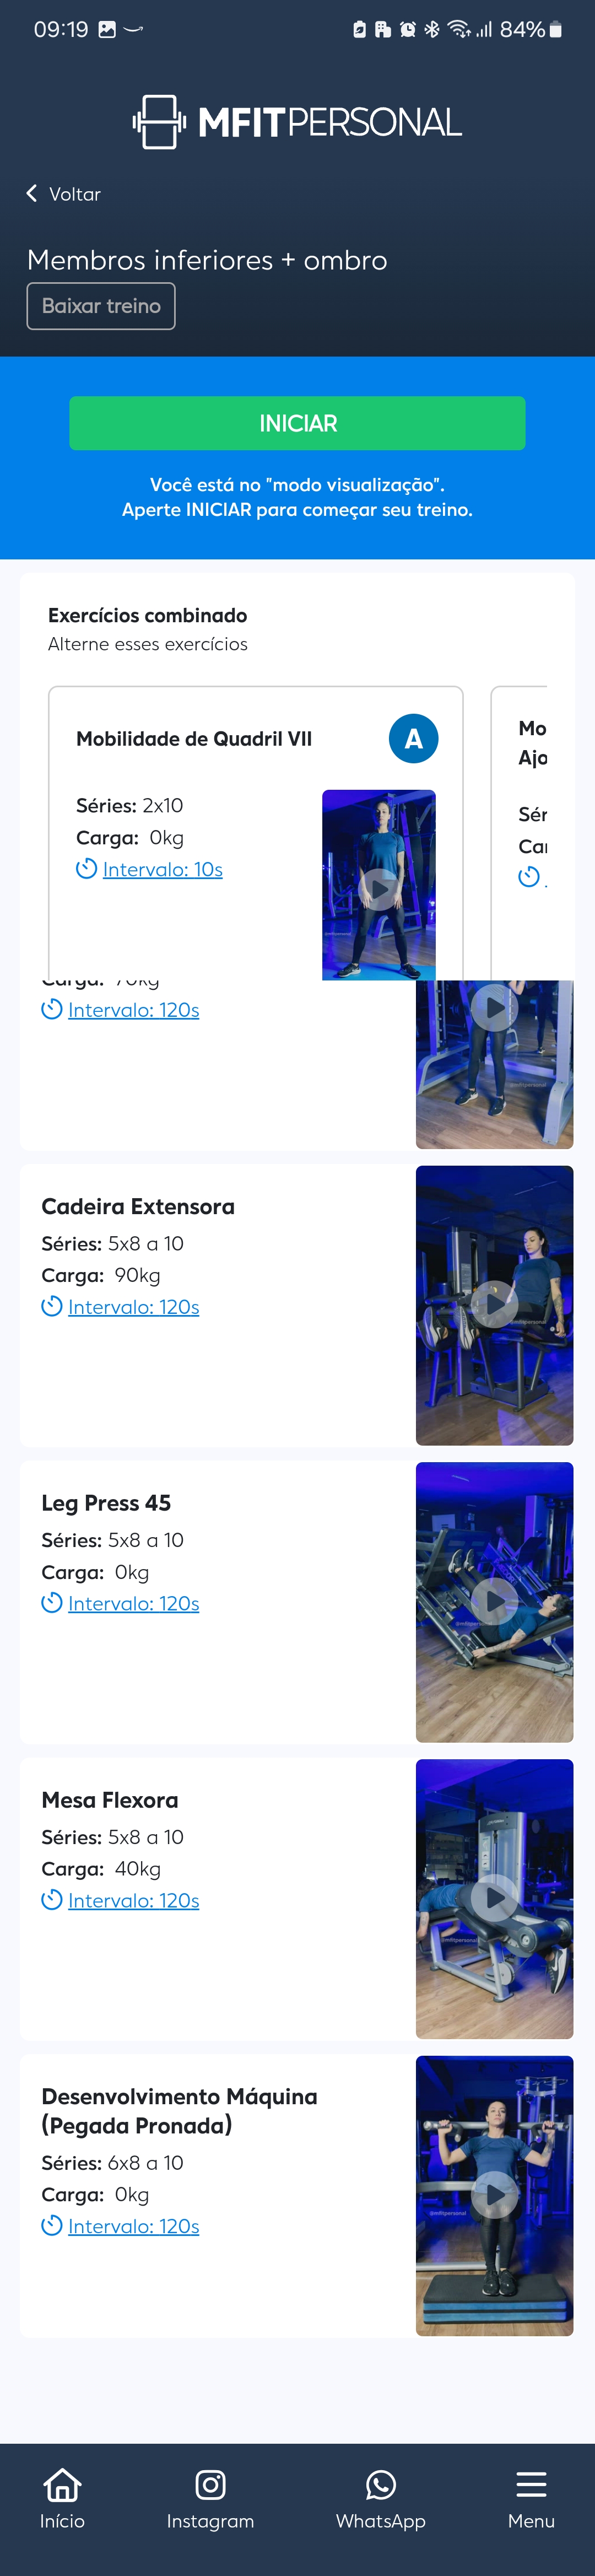 09:19
84%
MFITPERSONAL
Voltar
Membros inferiores + ombro
Baixar treino
INICIAR
Você está no "modo visualização".
Aperte INICIAR para começar seu treino.
Exercícios combinado
Alterne esses exercícios
Mobilidade de Quadril VII
A
Séries: 2x10
Carga: 0kg
Intervalo: 10s
Mo
Ajo
Sér
Car
Carga: 70kg
Intervalo: 120s
Cadeira Extensora
Séries: 5x8 a 10
Carga: 90kg
Intervalo: 120s
Leg Press 45
Séries: 5x8 a 10
Carga: 0kg
Intervalo: 120s
Mesa Flexora
Séries: 5x8 a 10
Carga: 40kg
Intervalo: 120s
Desenvolvimento Máquina
(Pegada Pronada)
Séries: 6x8 a 10
Carga: 0kg
Intervalo: 120s
@mfitpersonal
Início
Instagram
WhatsApp
Menu